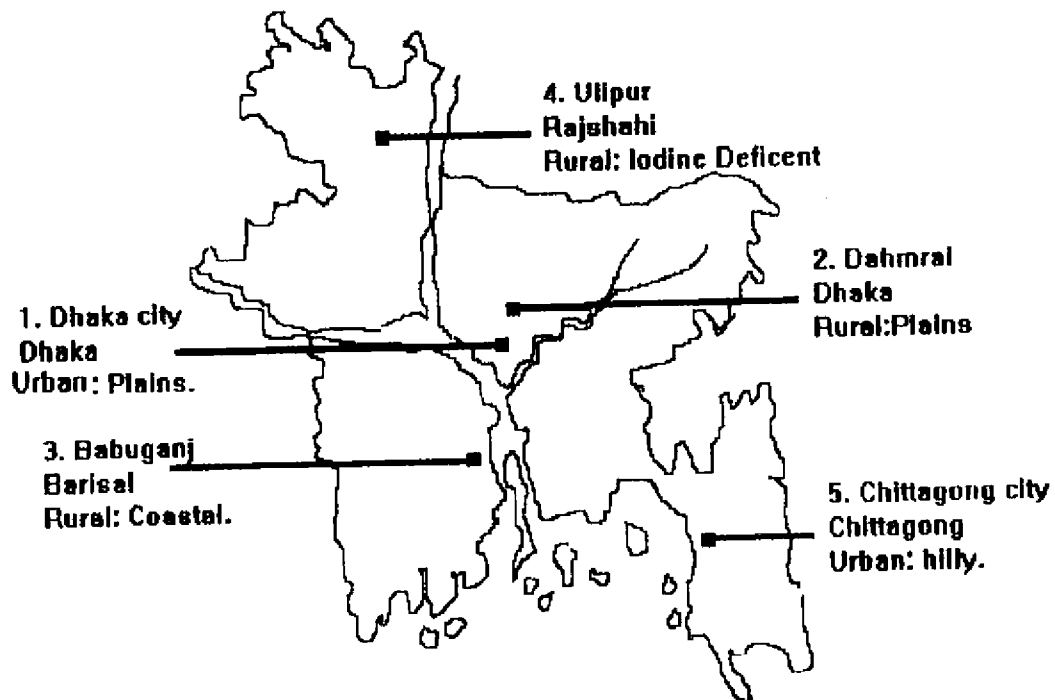 4. Ulipur
Rajshahi
Rural: Iodine Deficent
2. Dahmrai
Dhaka
Rural:Plains
1. Dhaka city
Dhaka
Urban: Plains.
3. Babuganj
Barisal
Rural: Coastal.
5. Chittagong city
Chittagong
Urban: hilly.